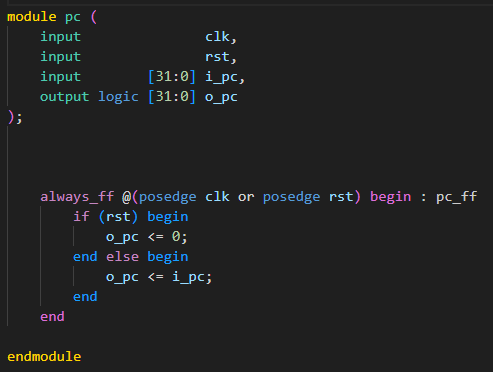 module pc (
    input               clk,
    input               rst,
    input        [31:0] i_pc,
    output logic [31:0] o_pc
);
    always_ff @(posedge clk or posedge rst) begin : pc_ff
        if (rst) begin
            o_pc <= 0;
        end else begin
            o_pc <= i_pc;
        end
    end
endmodule